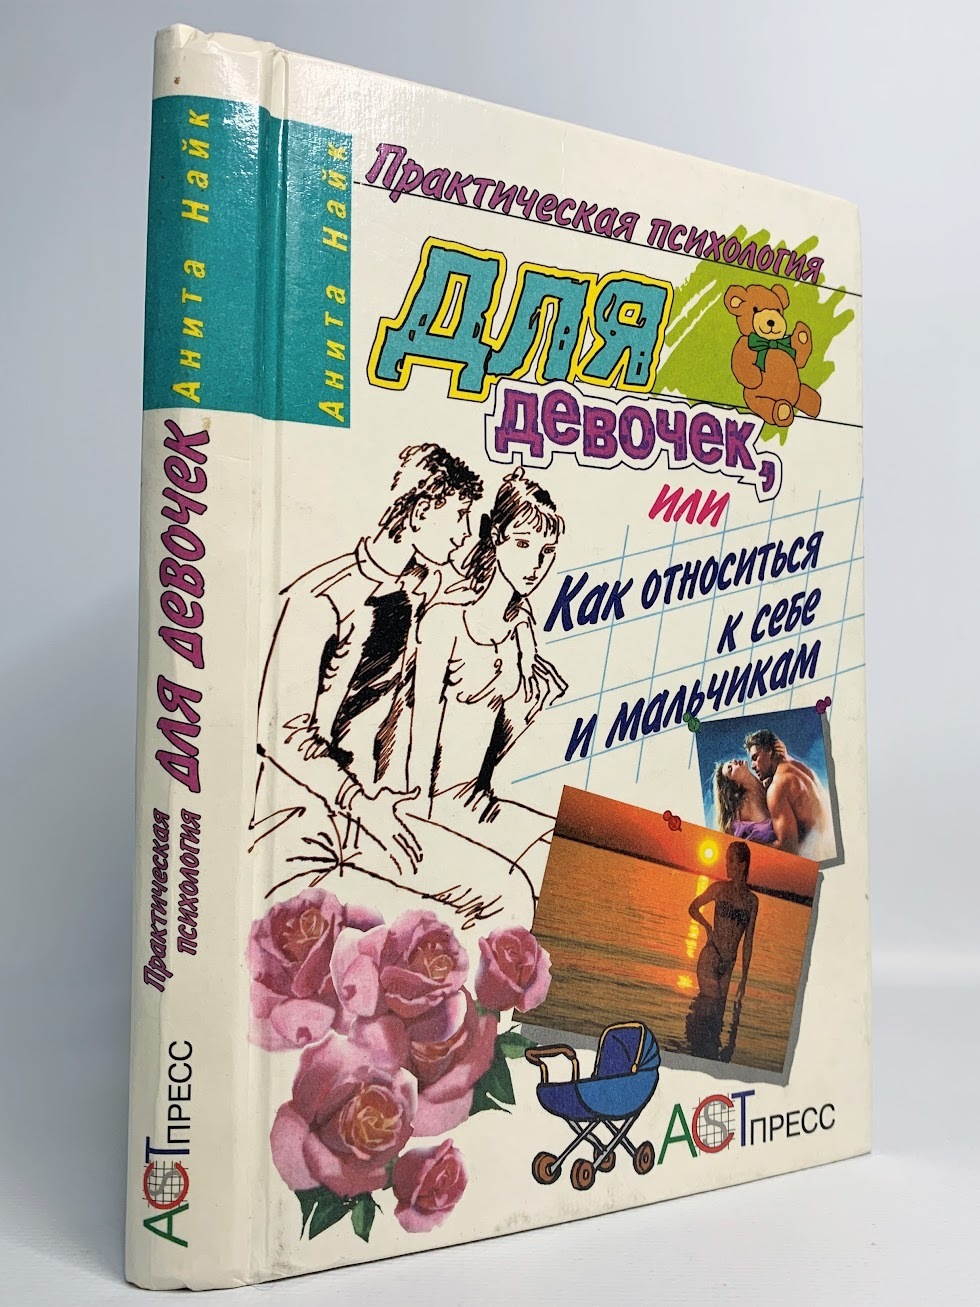 Анита Найк
Практическая психология
для
девочек,
или
Как относиться
к себе
и мальчикам
АСТ ПРЕСС
Анита Найк
для девочек
Практическая
психология
АСТ ПРЕСС